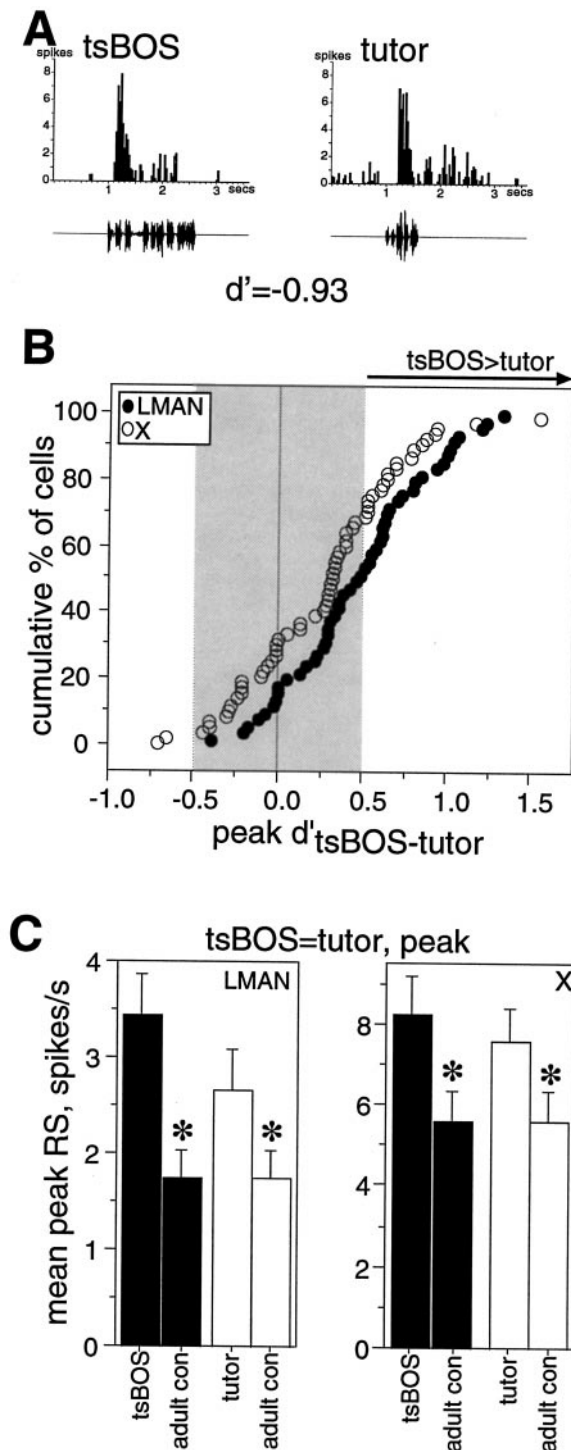 A
tsBOS
tutor
spikes
spikes
8
6
4
2
0
1
2
3
secs
8
6
4
2
0
1
2
3
secs
d'=-0.93
B
tsBOS>tutor
LMAN
X
cumulative % of cells
100
80
60
40
20
0
-1.0
-0.5
0.0
0.5
1.0
1.5
peak d'tsBOS-tutor
C
tsBOS=tutor, peak
mean peak RS, spikes/s
LMAN
4
3
2
1
0
*
*
tsBOS
adult con
tutor
adult con
X
8
6
4
2
0
*
*
tsBOS
adult con
tutor
adult con